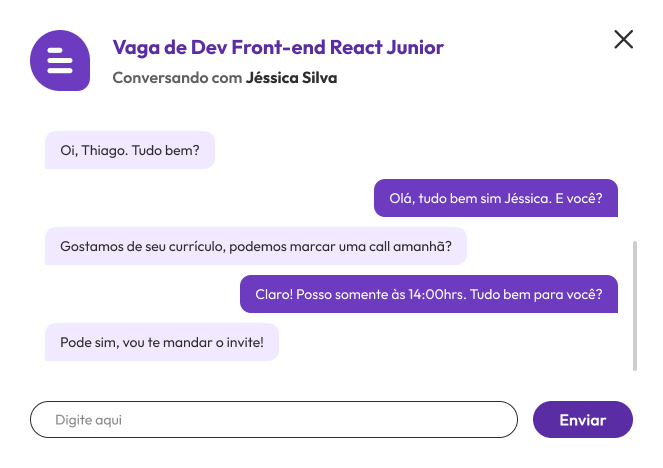 Vaga de Dev Front-end React Junior
Conversando com Jéssica Silva
Oi, Thiago. Tudo bem?
Olá, tudo bem sim Jéssica. E você?
Gostamos de seu currículo, podemos marcar uma call amanhã?
Claro! Posso somente às 14:00hrs. Tudo bem para você?
Pode sim, vou te mandar o invite!
Digite aqui
Enviar